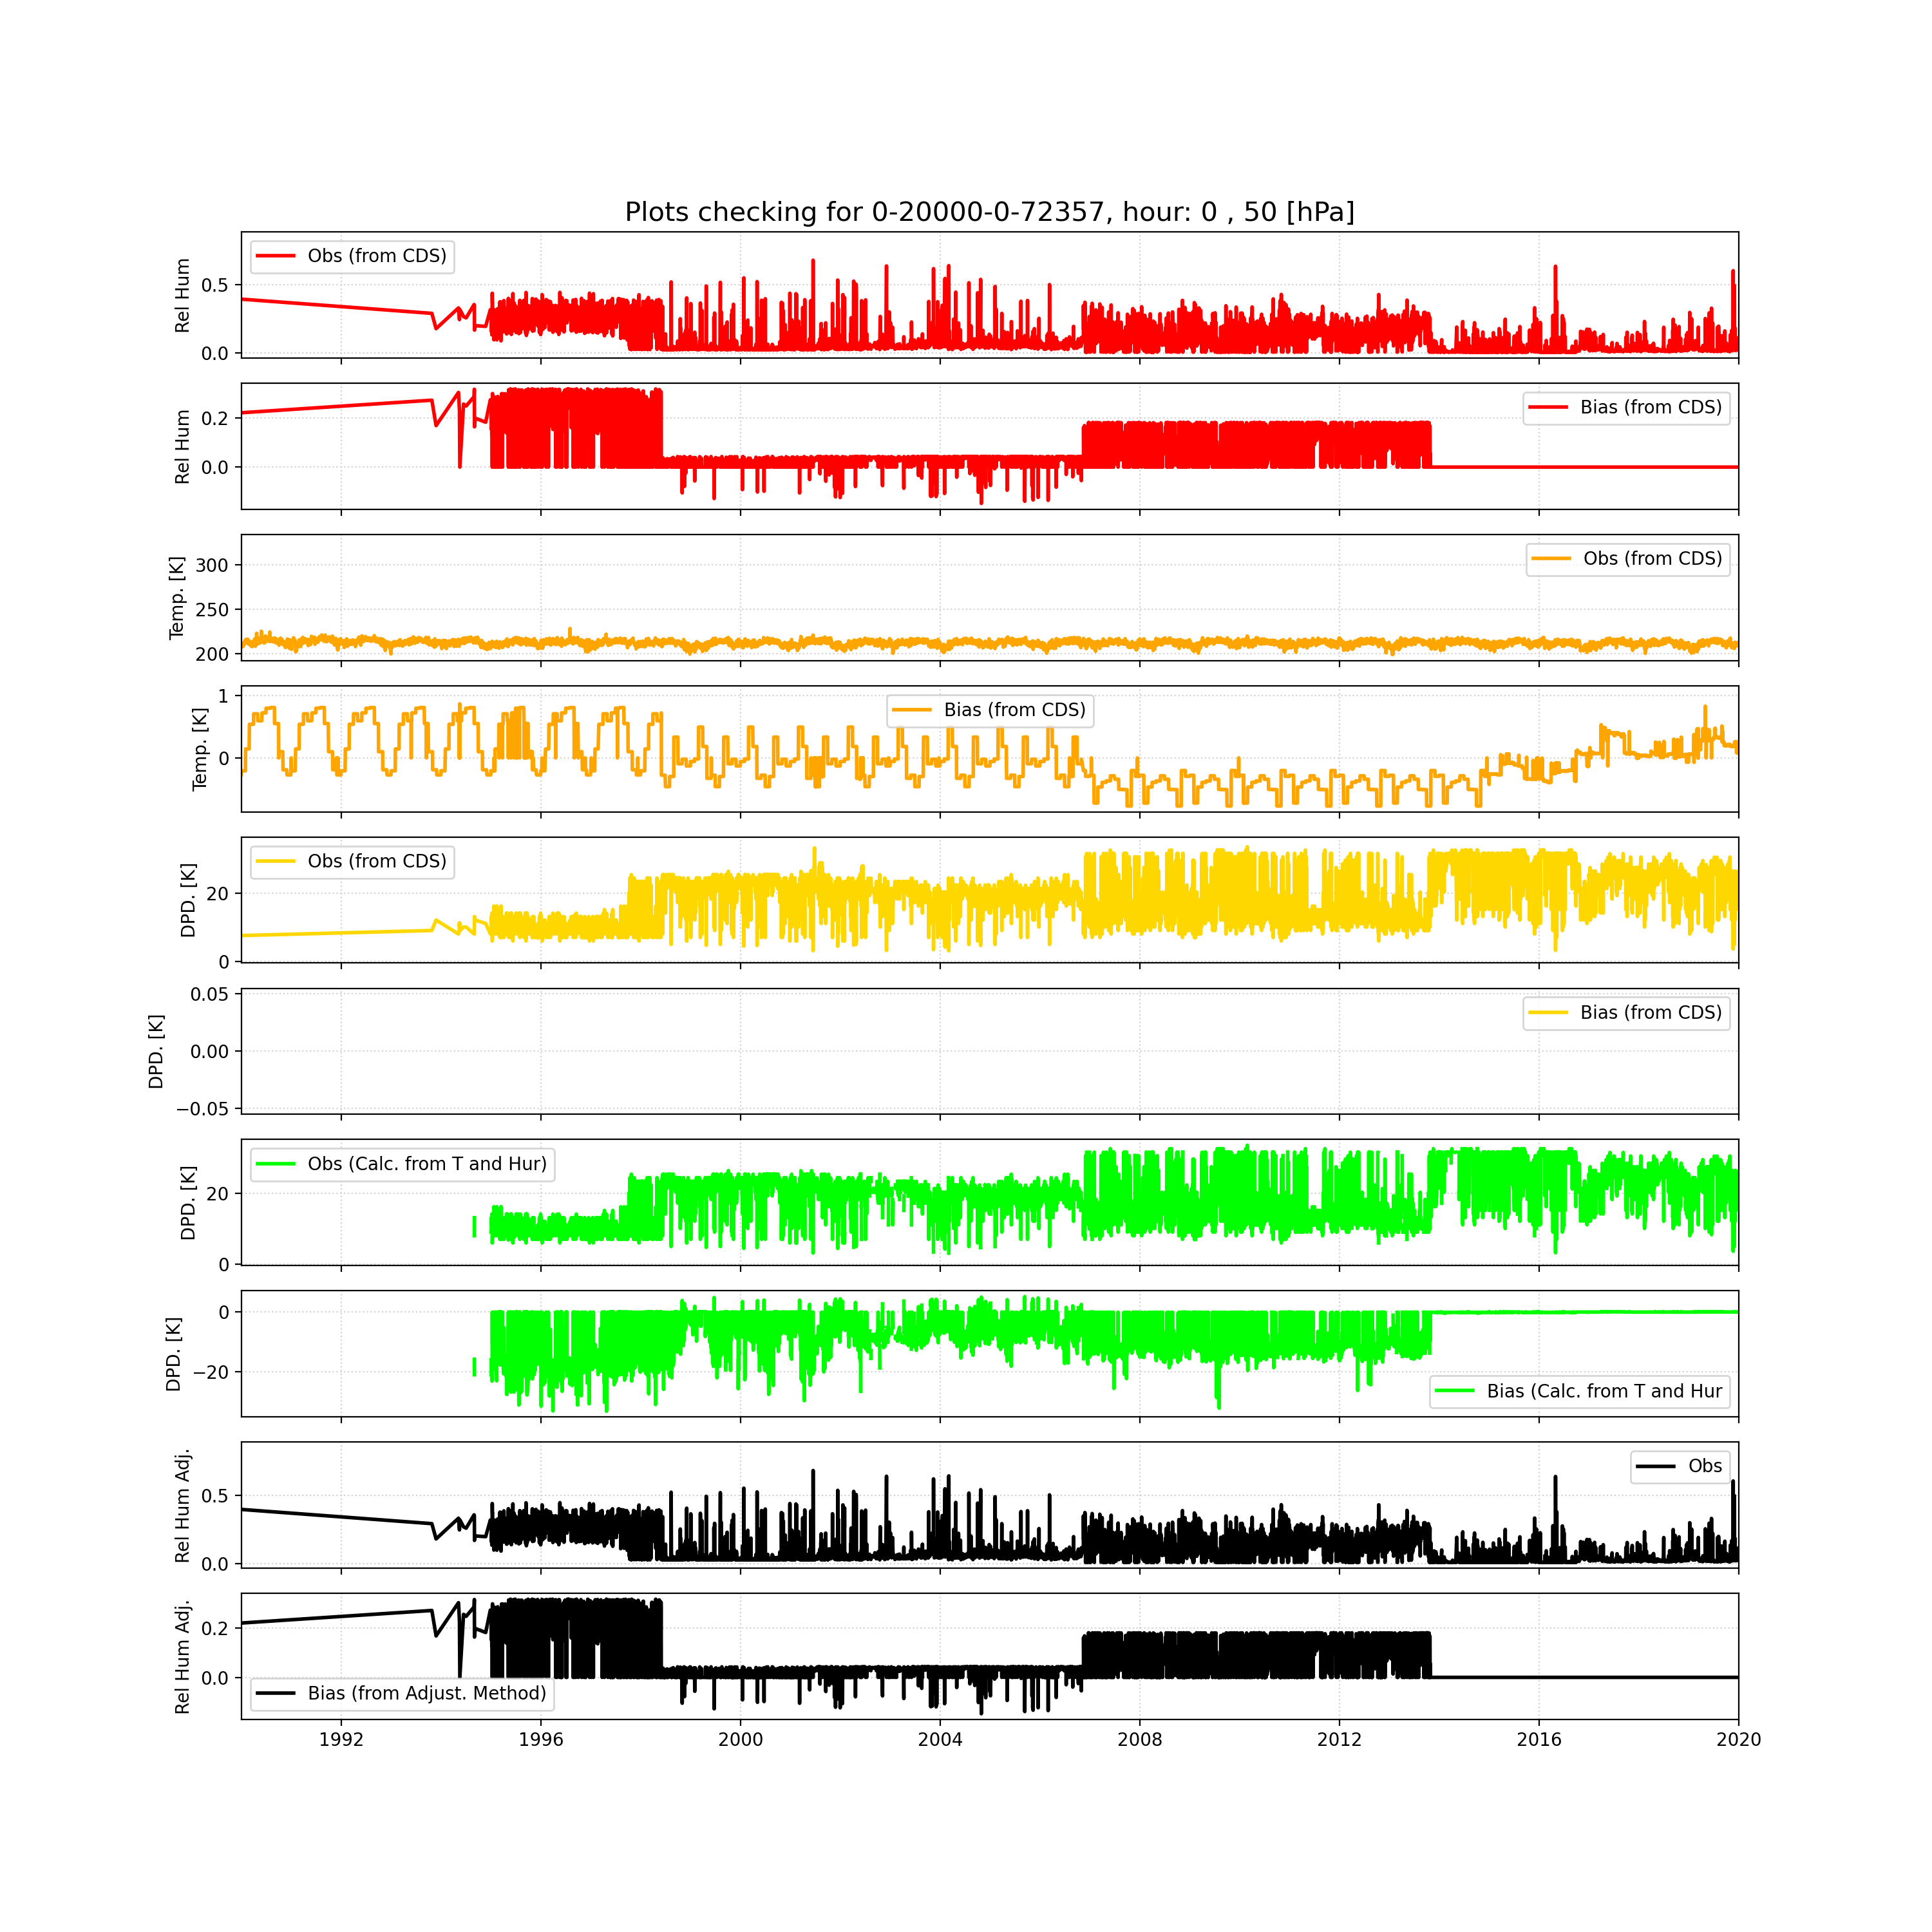 Plots checking for 0-20000-0-72357, hour: 0 , 50 [hPa]
Rel Hum
0.5
0.0
Obs (from CDS)
Rel Hum
0.2
0.0
Bias (from CDS)
Temp. [K]
300
250
200
Obs (from CDS)
Temp. [K]
1
0
Bias (from CDS)
DPD. [K]
20
0
Obs (from CDS)
DPD. [K]
0.05
0.00
−0.05
Bias (from CDS)
DPD. [K]
20
0
Obs (Calc. from T and Hur)
DPD. [K]
0
−20
Bias (Calc. from T and Hur
Rel Hum Adj.
0.5
0.0
Obs
Rel Hum Adj.
0.2
0.0
Bias (from Adjust. Method)
1992 1996 2000 2004 2008 2012 2016 2020